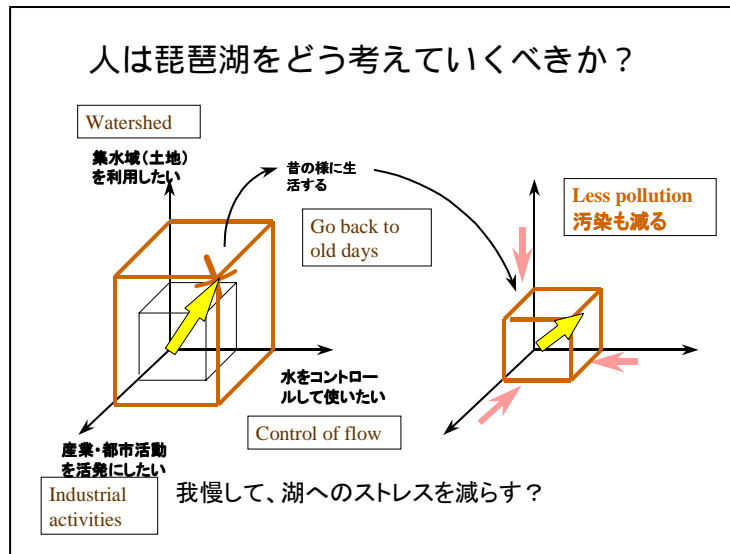 人は琵琶湖をどう考えていくべきか？
Watershed
集水域（土地）
を利用したい
昔の様に生
活する
Go back to
old days
Less pollution
汚染も減る
水をコントロー
ルして使いたい
Control of flow
産業・都市活動
を活発にしたい
Industrial
activities
我慢して、湖へのストレスを減らす？